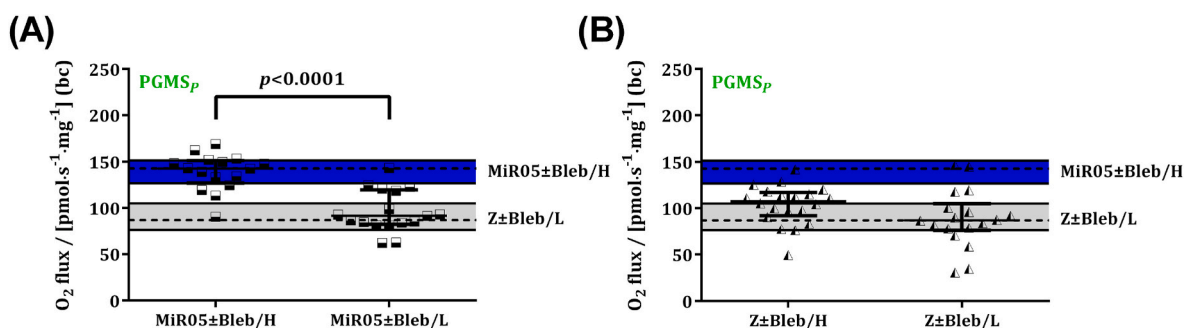 (A)
O₂ flux / [pmol·s⁻¹·mg⁻¹] (bc)
250
200
150
100
50
0
PGMSₚ
p<0.0001
MiR05±Bleb/H
Z±Bleb/L
MiR05±Bleb/H
MiR05±Bleb/L
(B)
O₂ flux / [pmol·s⁻¹·mg⁻¹] (bc)
250
200
150
100
50
0
PGMSₚ
MiR05±Bleb/H
Z±Bleb/L
Z±Bleb/H
Z±Bleb/L